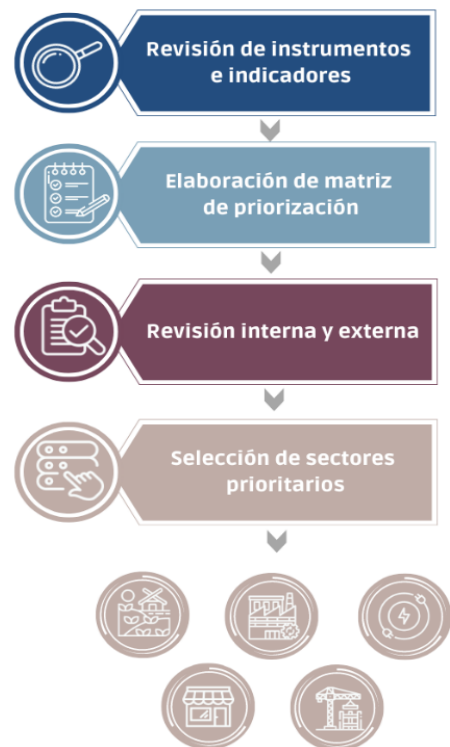 Revisión de instrumentos
e indicadores
Elaboración de matriz
de priorización
Revisión interna y externa
Selección de sectores
prioritarios